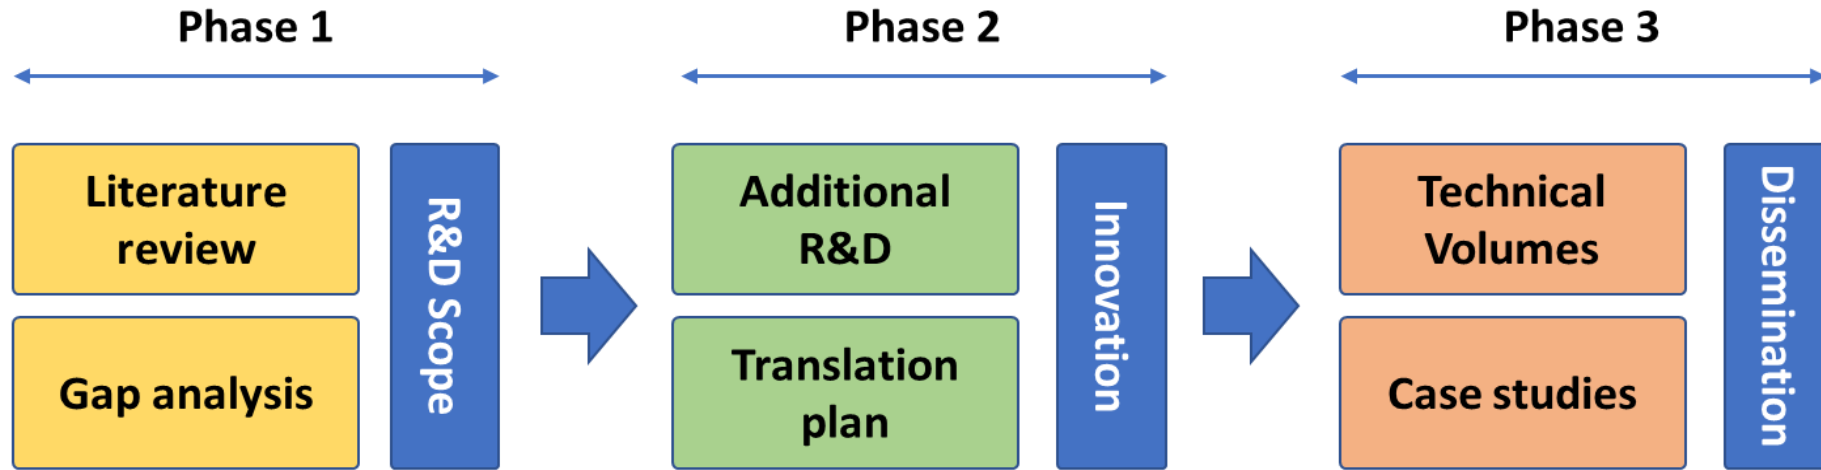 Phase 1
Phase 2
Phase 3
Literature
review
Gap analysis
R&D Scope
Additional
R&D
Translation
plan
Innovation
Technical
Volumes
Case studies
Dissemination